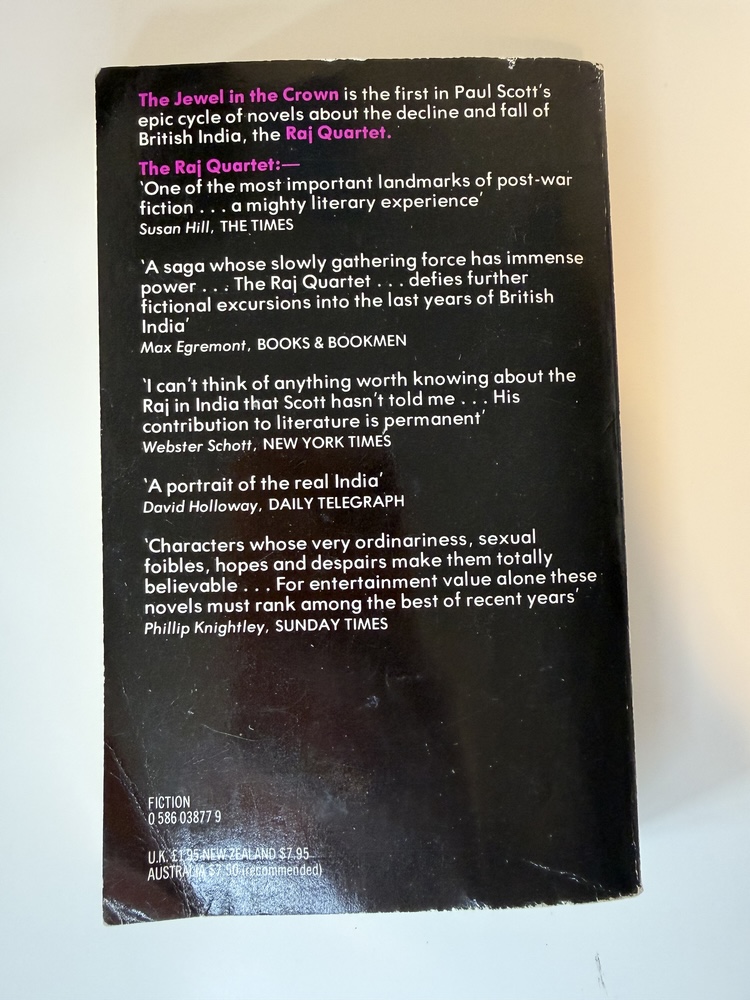 The Jewel in the Crown is the first in Paul Scott's
epic cycle of novels about the decline and fall of
British India, the Raj Quartet.
The Raj Quartet:—
'One of the most important landmarks of post-war
fiction . . . a mighty literary experience'
Susan Hill, THE TIMES
'A saga whose slowly gathering force has immense
power . . . The Raj Quartet . . . defies further
fictional excursions into the last years of British
India'
Max Egremont, BOOKS & BOOKMEN
'I can't think of anything worth knowing about the
Raj in India that Scott hasn't told me . . . His
contribution to literature is permanent'
Webster Schott, NEW YORK TIMES
'A portrait of the real India'
David Holloway, DAILY TELEGRAPH
'Characters whose very ordinariness, sexual
foibles, hopes and despairs make them totally
believable . . . For entertainment value alone these
novels must rank among the best of recent years'
Phillip Knightley, SUNDAY TIMES
FICTION
0 586 03877 9
U.K. £1.95 NEW ZEALAND $7.95
AUSTRALIA $7.50 (recommended)